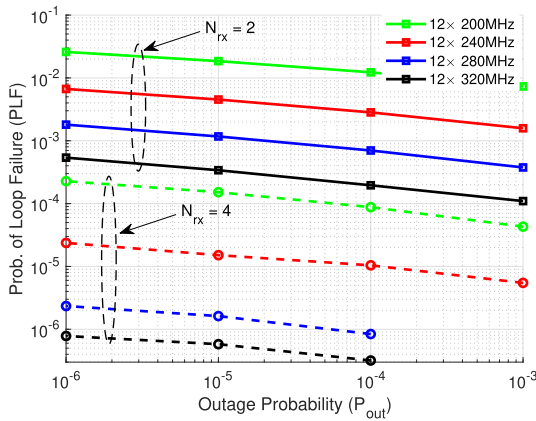 N_rx = 2
12× 200MHz
12× 240MHz
12× 280MHz
12× 320MHz
N_rx = 4
Prob. of Loop Failure (PLF)
10^-1
10^-2
10^-3
10^-4
10^-5
10^-6
10^-6
10^-5
10^-4
10^-3
Outage Probability (P_out)